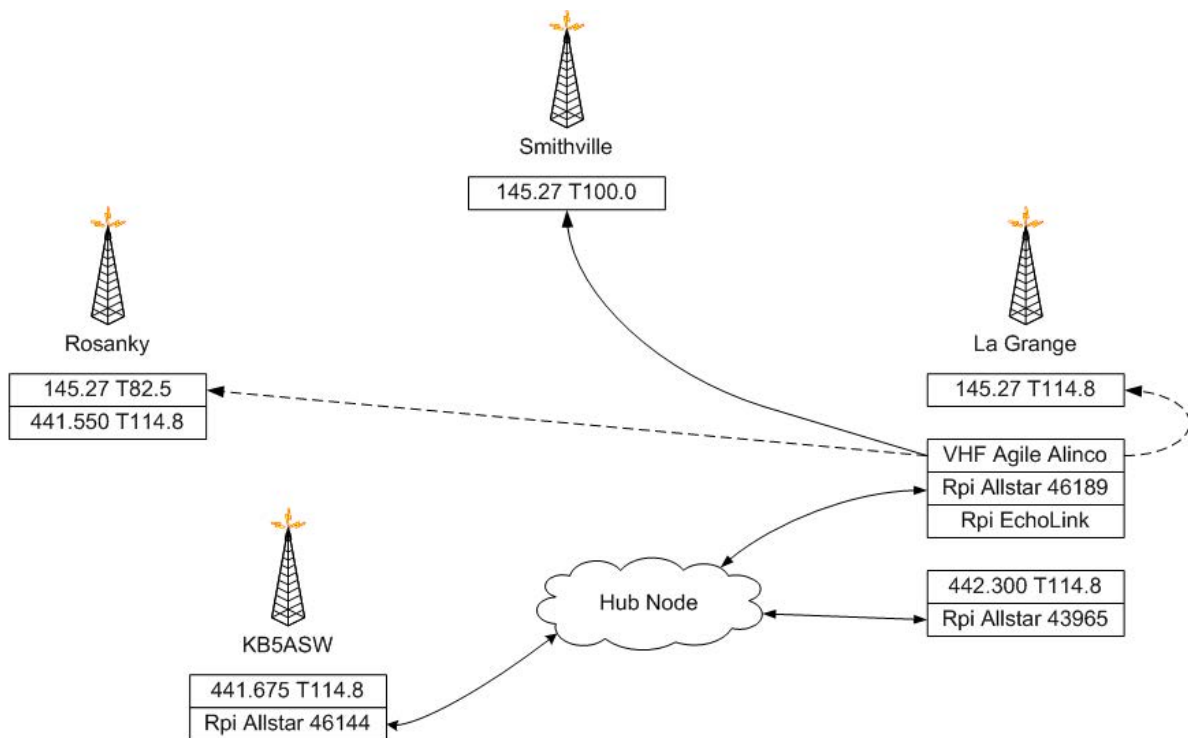 Smithville
145.27 T100.0
Rosanky
145.27 T82.5
441.550 T114.8
La Grange
145.27 T114.8
VHF Agile Alinco
Rpi Allstar 46189
Rpi EchoLink
442.300 T114.8
Rpi Allstar 43965
Hub Node
KB5ASW
441.675 T114.8
Rpi Allstar 46144